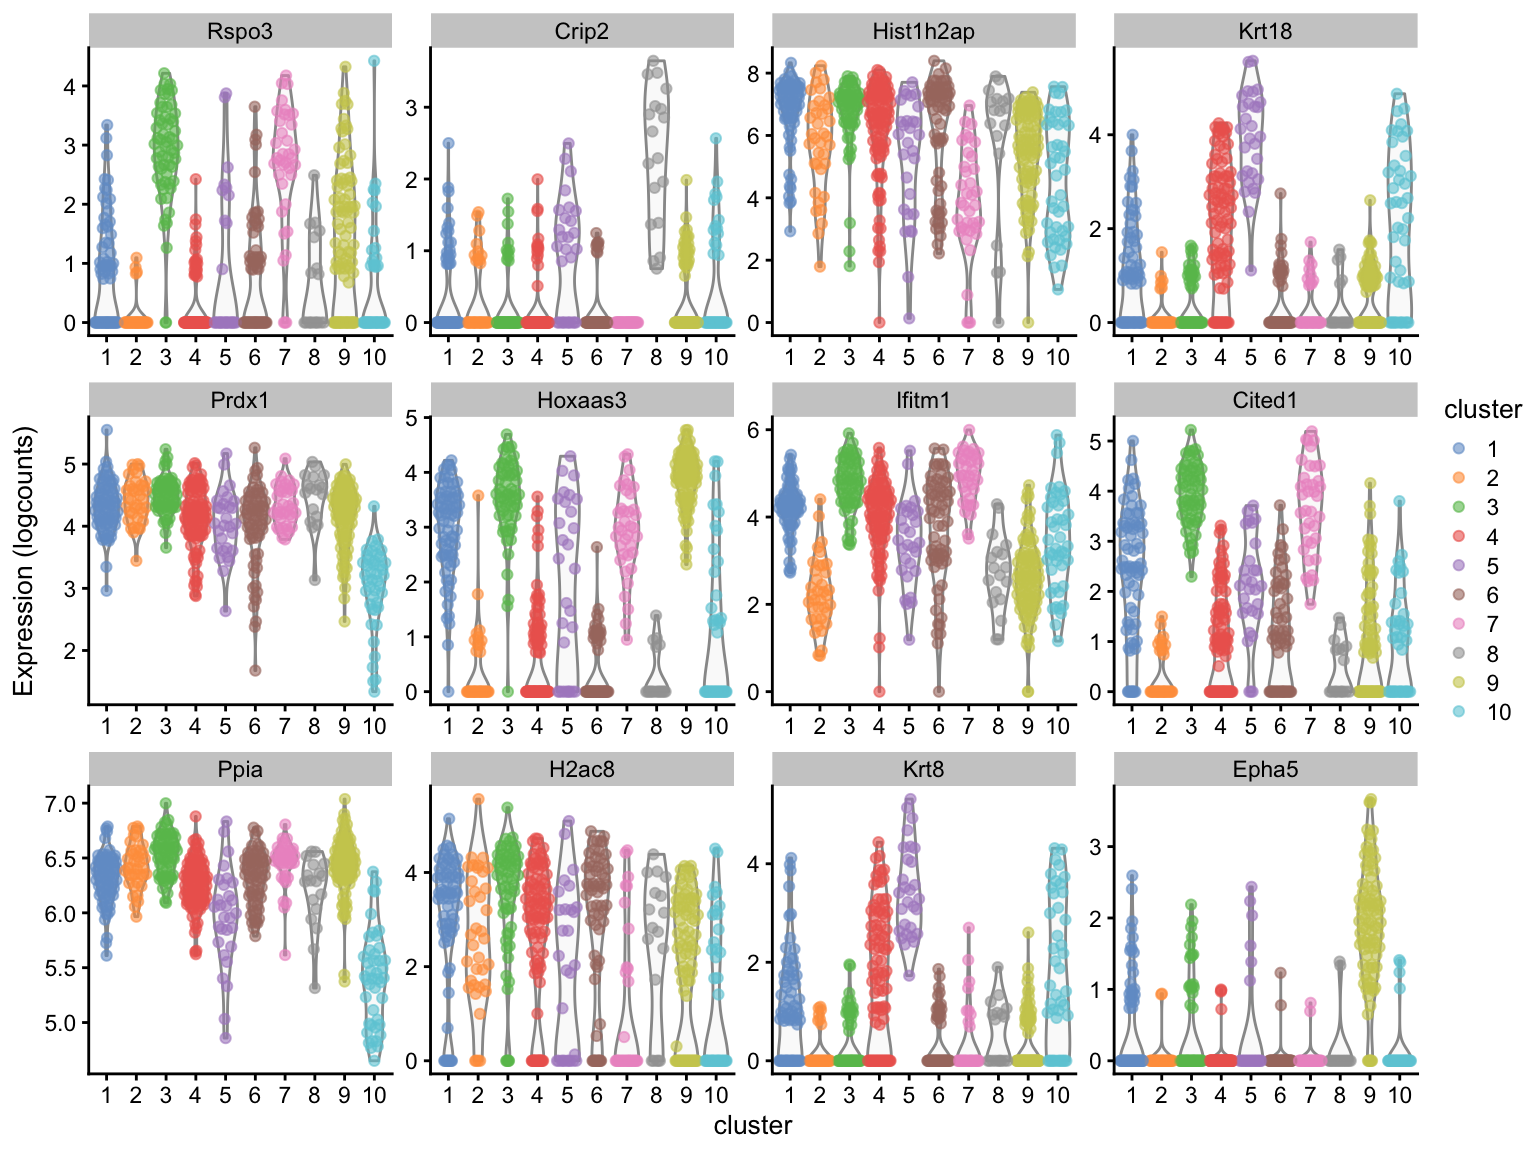 Rspo3 Crip2 Hist1h2ap Krt18
4 3 2 1 0
3 2 1 0
8 6 4 2 0
4 2 0
1 2 3 4 5 6 7 8 9 10 1 2 3 4 5 6 7 8 9 10 1 2 3 4 5 6 7 8 9 10 1 2 3 4 5 6 7 8 9 10
Prdx1 Hoxaas3 Ifitm1 Cited1
5 4 3 2
5 4 3 2 1 0
6 4 2 0
5 4 3 2 1 0
1 2 3 4 5 6 7 8 9 10 1 2 3 4 5 6 7 8 9 10 1 2 3 4 5 6 7 8 9 10 1 2 3 4 5 6 7 8 9 10
Ppia H2ac8 Krt8 Epha5
7.0 6.5 6.0 5.5 5.0
4 2 0
4 2 0
3 2 1 0
1 2 3 4 5 6 7 8 9 10 1 2 3 4 5 6 7 8 9 10 1 2 3 4 5 6 7 8 9 10 1 2 3 4 5 6 7 8 9 10
Expression (logcounts)
cluster
cluster
1
2
3
4
5
6
7
8
9
10